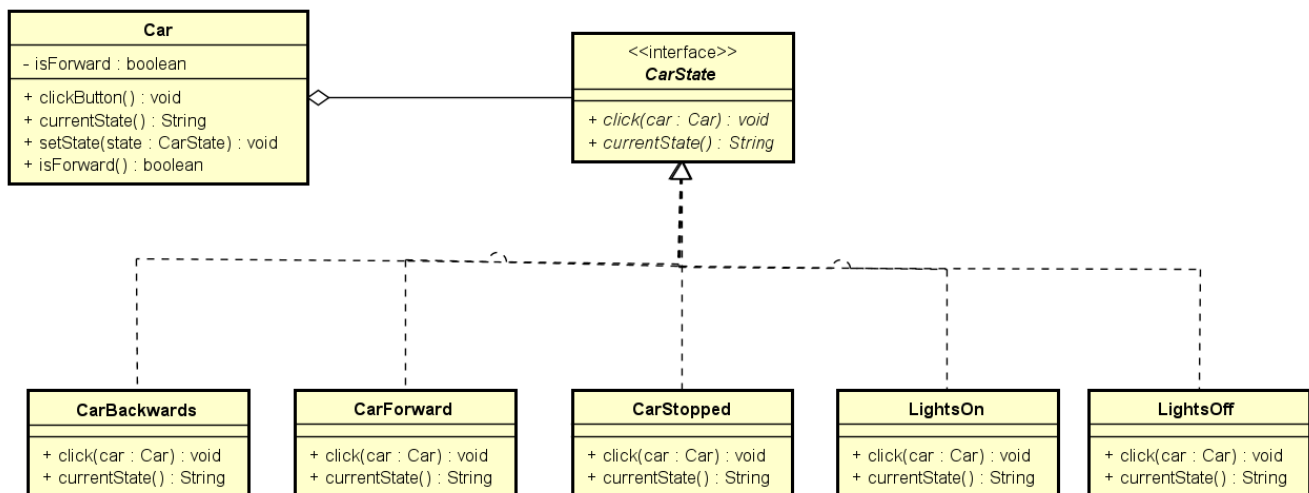 Car
- isForward : boolean
+ clickButton() : void
+ currentState() : String
+ setState(state : CarState) : void
+ isForward() : boolean
<<interface>>
CarState
+ click(car : Car) : void
+ currentState() : String
CarBackwards
+ click(car : Car) : void
+ currentState() : String
CarForward
+ click(car : Car) : void
+ currentState() : String
CarStopped
+ click(car : Car) : void
+ currentState() : String
LightsOn
+ click(car : Car) : void
+ currentState() : String
LightsOff
+ click(car : Car) : void
+ currentState() : String